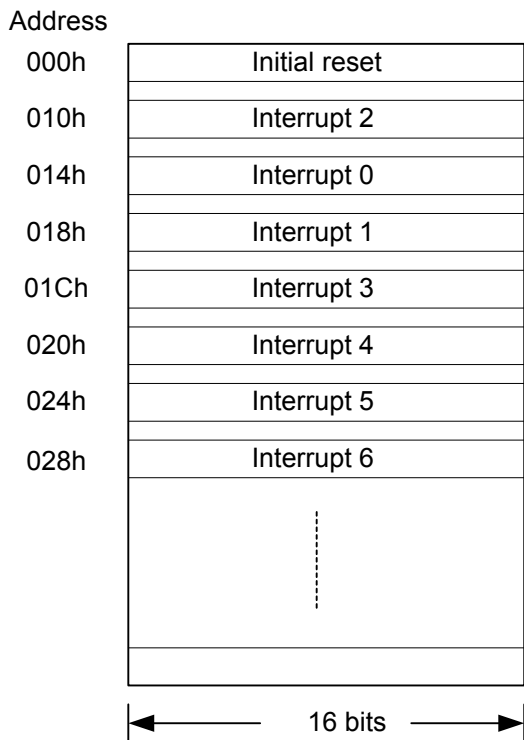 Address
000h Initial reset
010h Interrupt 2
014h Interrupt 0
018h Interrupt 1
01Ch Interrupt 3
020h Interrupt 4
024h Interrupt 5
028h Interrupt 6
16 bits